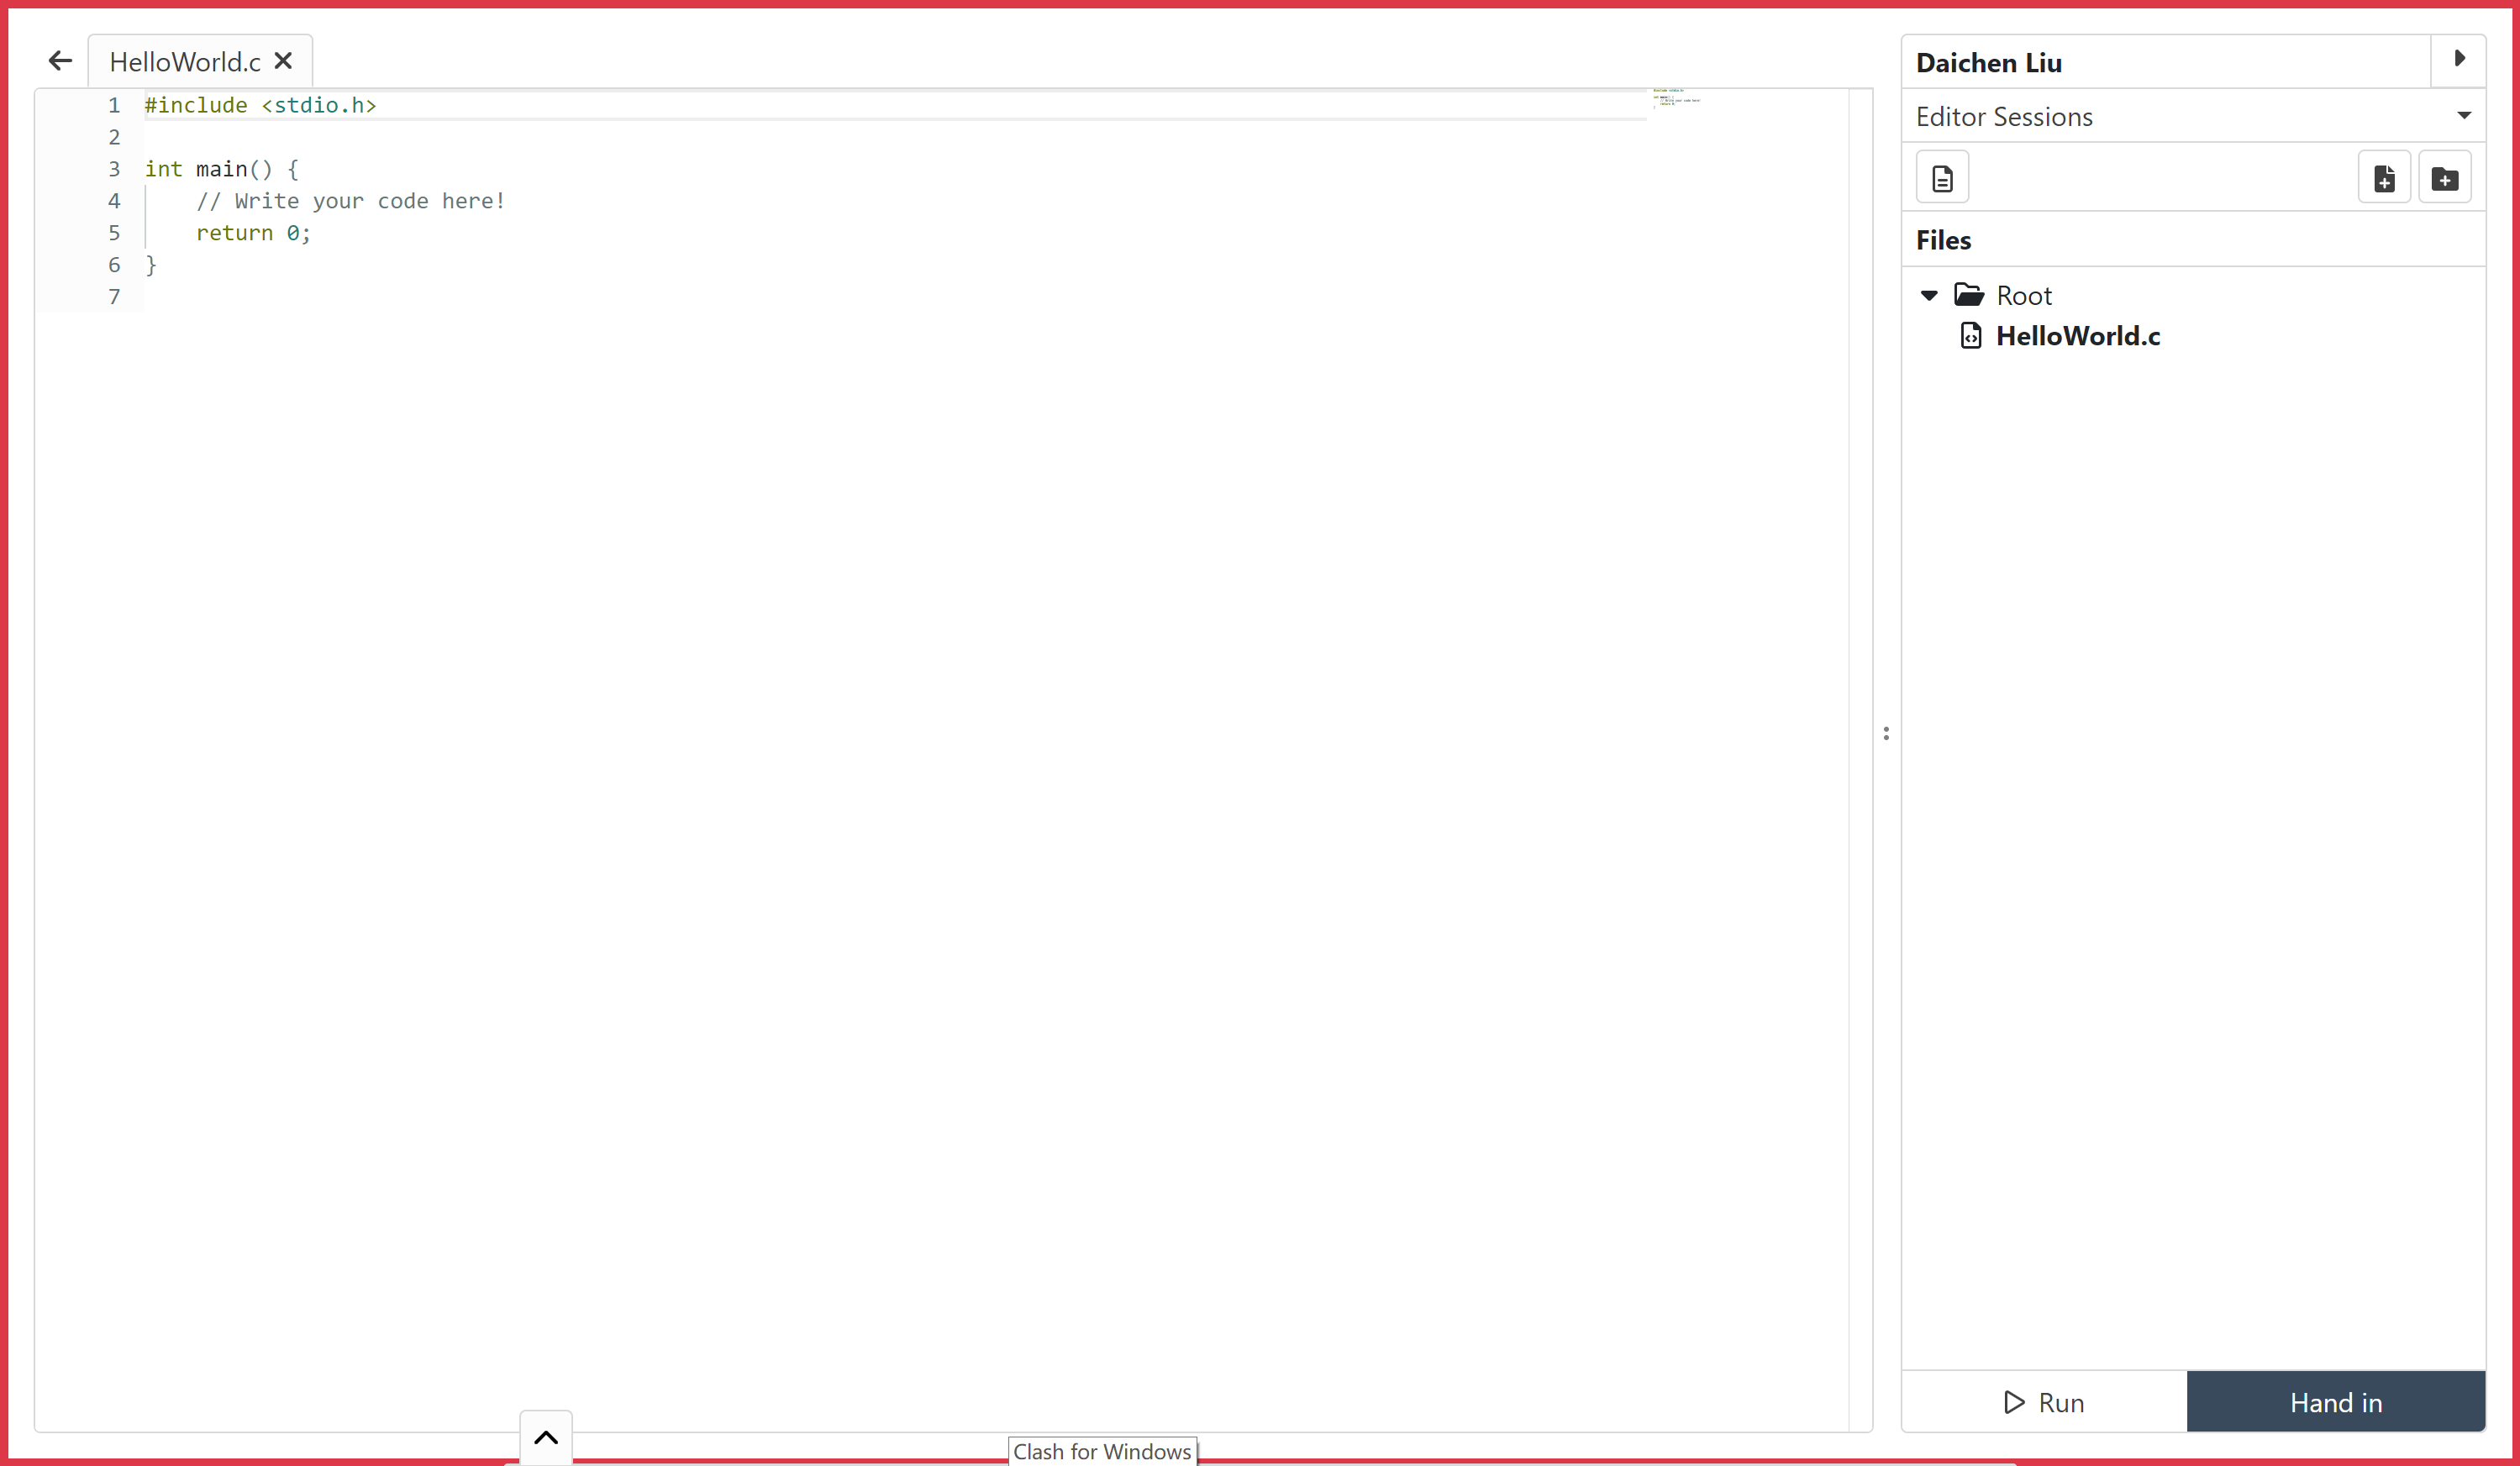 HelloWorld.c
1 #include <stdio.h>
2
3 int main() {
4     // Write your code here!
5     return 0;
6 }
7
Daichen Liu
Editor Sessions
Files
Root
HelloWorld.c
Run
Hand in
Clash for Windows